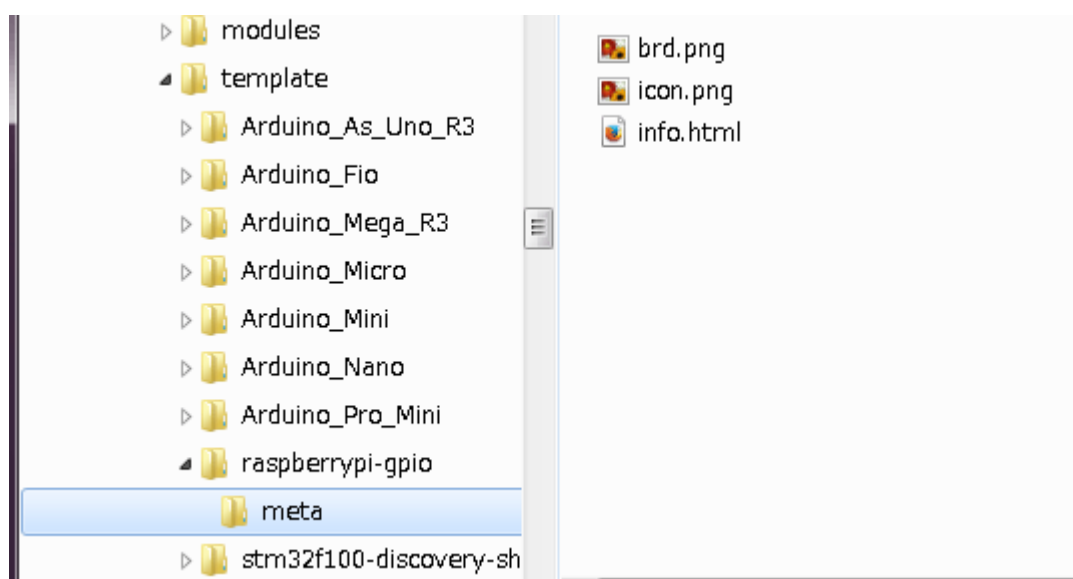 modules
template
Arduino_As_Uno_R3
Arduino_Fio
Arduino_Mega_R3
Arduino_Micro
Arduino_Mini
Arduino_Nano
Arduino_Pro_Mini
raspberrypi-gpio
meta
stm32f100-discovery-sh
brd.png
icon.png
info.html